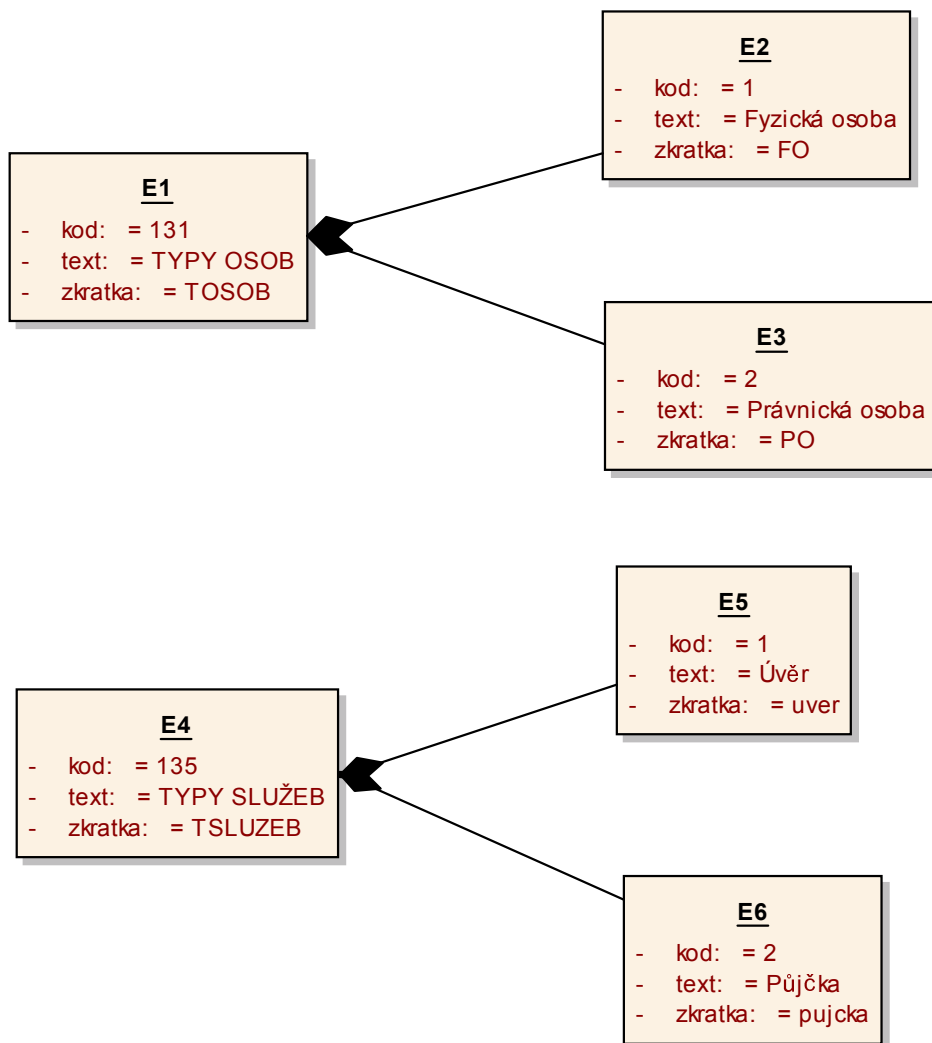 E2
- kod: = 1
- text: = Fyzická osoba
- zkratka: = FO
E1
- kod: = 131
- text: = TYPY OSOB
- zkratka: = TOSOB
E3
- kod: = 2
- text: = Právnická osoba
- zkratka: = PO
E5
- kod: = 1
- text: = Úvěr
- zkratka: = uver
E4
- kod: = 135
- text: = TYPY SLUŽEB
- zkratka: = TSLUZEB
E6
- kod: = 2
- text: = Půjčka
- zkratka: = pujcka